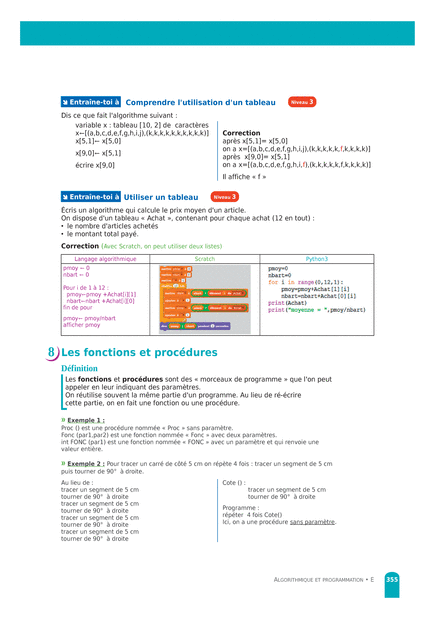 Entraîne-toi à Comprendre l'utilisation d'un tableau Niveau 3
Dis ce que fait l'algorithme suivant :
variable x : tableau [10, 2] de caractères
x←[(a,b,c,d,e,f,g,h,i,j),(k,k,k,k,k,k,k,k,k,k)]
x[5,1]← x[5,0]
x[9,0]← x[5,1]
écrire x[9,0]
Correction
après x[5,1]= x[5,0]
on a x=[(a,b,c,d,e,f,g,h,i,j),(k,k,k,k,k,f,k,k,k,k)]
après x[9,0]= x[5,1]
on a x=[(a,b,c,d,e,f,g,h,i,f),(k,k,k,k,k,f,k,k,k,k)]
Il affiche « f »
Entraîne-toi à Utiliser un tableau Niveau 3
Écris un algorithme qui calcule le prix moyen d'un article.
On dispose d'un tableau « Achat », contenant pour chaque achat (12 en tout) :
• le nombre d'articles achetés
• le montant total payé.
Correction (Avec Scratch, on peut utiliser deux listes)
Langage algorithmique
pmoy ← 0
nbart ← 0
Pour i de 1 à 12 :
pmoy←pmoy +Achat[i][1]
nbart←nbart +Achat[i][0]
fin de pour
pmoy← pmoy/nbart
afficher pmoy
Scratch
Python3
pmoy=0
nbart=0
for i in range(0,12,1):
pmoy=pmoy+Achat[1][i]
nbart=nbart+Achat[0][i]
print(Achat)
print("moyenne = ",pmoy/nbart)
8 Les fonctions et procédures
Définition
Les fonctions et procédures sont des « morceaux de programme » que l'on peut
appeler en leur indiquant des paramètres.
On réutilise souvent la même partie d'un programme. Au lieu de ré-écrire
cette partie, on en fait une fonction ou une procédure.
» Exemple 1 :
Proc () est une procédure nommée « Proc » sans paramètre.
Fonc (par1,par2) est une fonction nommée « Fonc » avec deux paramètres.
int FONC (par1) est une fonction nommée « FONC » avec un paramètre et qui renvoie une
valeur entière.
» Exemple 2 : Pour tracer un carré de côté 5 cm on répète 4 fois : tracer un segment de 5 cm
puis tourner de 90° à droite.
Au lieu de :
tracer un segment de 5 cm
tourner de 90° à droite
tracer un segment de 5 cm
tourner de 90° à droite
tracer un segment de 5 cm
tourner de 90° à droite
tracer un segment de 5 cm
tourner de 90° à droite
Cote () :
tracer un segment de 5 cm
tourner de 90° à droite
Programme :
répéter 4 fois Cote()
Ici, on a une procédure sans paramètre.
Algorithmique et programmation • E 355